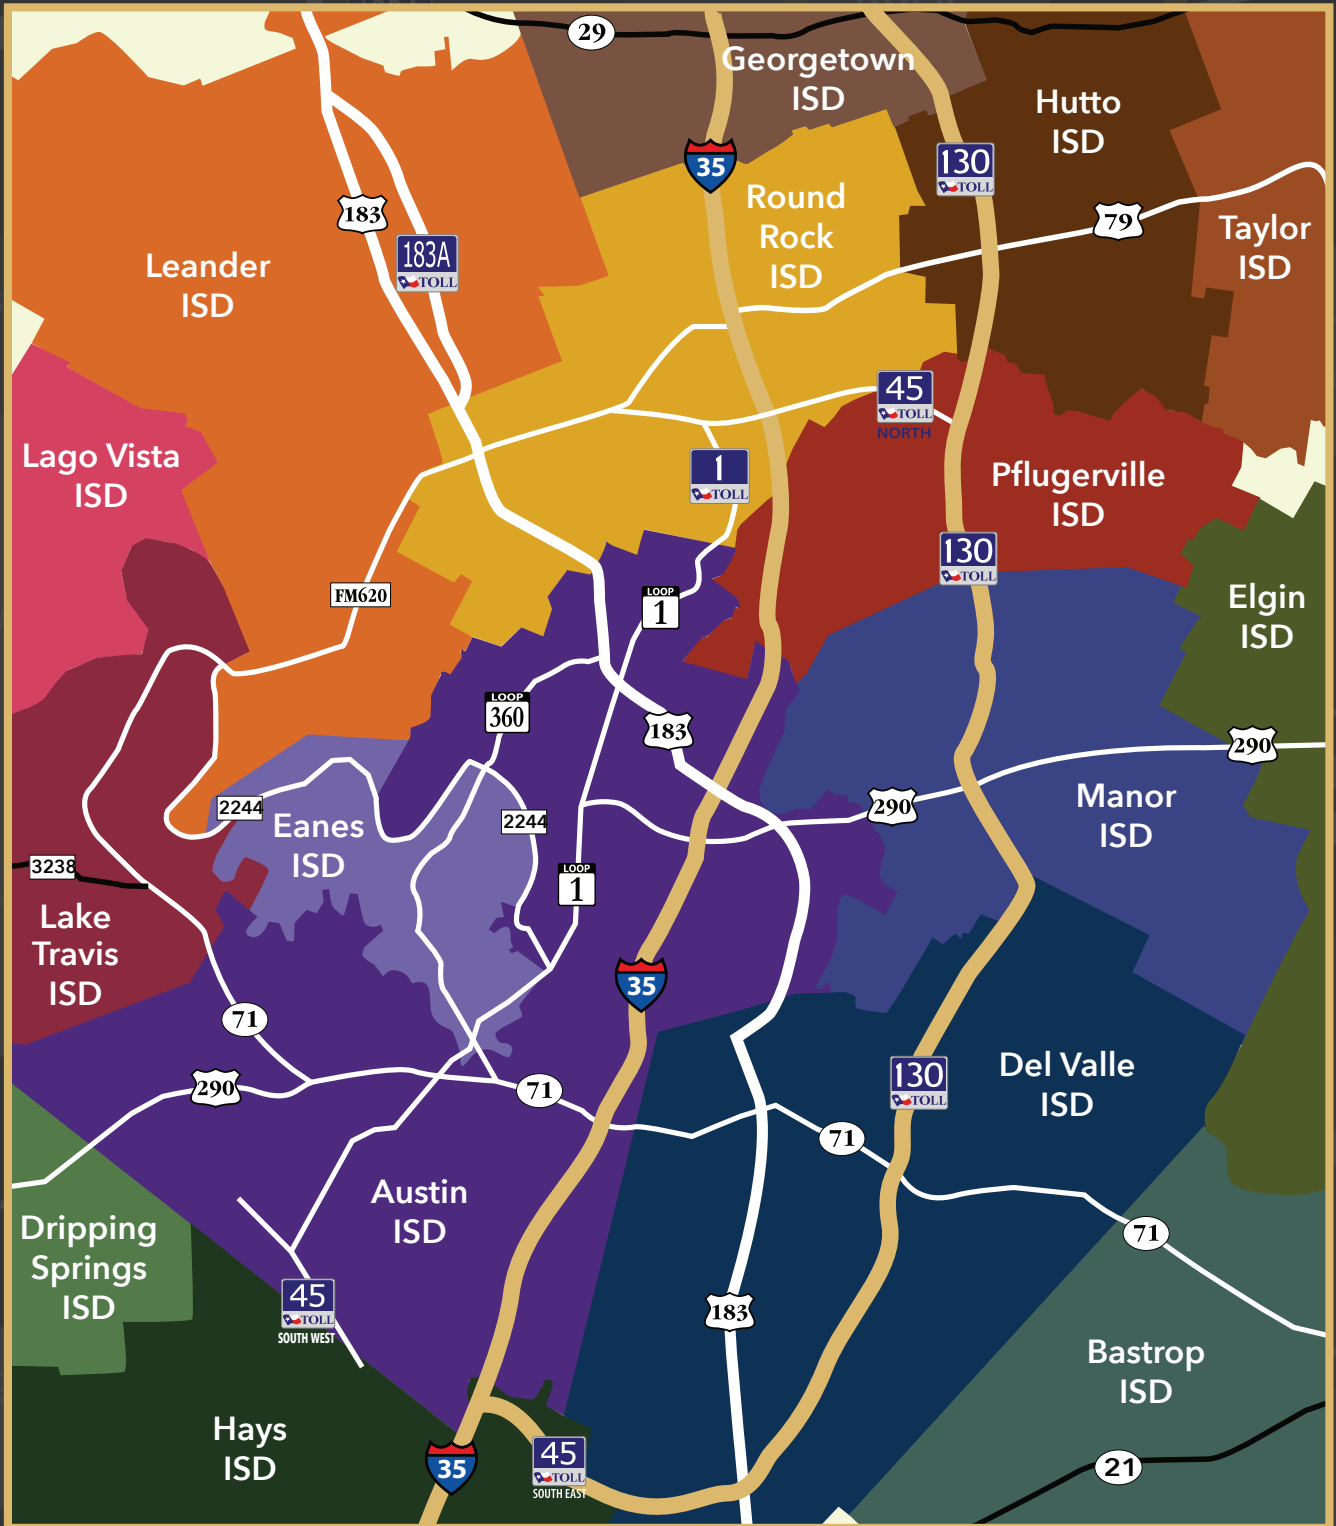 29
Georgetown
ISD
Hutto
ISD
35
130
TOLL
183
79
Round
Rock
ISD
Taylor
ISD
183A
TOLL
Leander
ISD
45
TOLL
NORTH
Lago Vista
ISD
1
TOLL
Pflugerville
ISD
130
TOLL
FM620
LOOP
1
Elgin
ISD
LOOP
360
183
290
2244
Eanes
ISD
2244
290
Manor
ISD
3238
LOOP
1
Lake
Travis
ISD
35
71
290
71
130
TOLL
Del Valle
ISD
71
Austin
ISD
Dripping
Springs
ISD
71
45
TOLL
SOUTH WEST
183
Bastrop
ISD
Hays
ISD
35
45
TOLL
SOUTH EAST
21